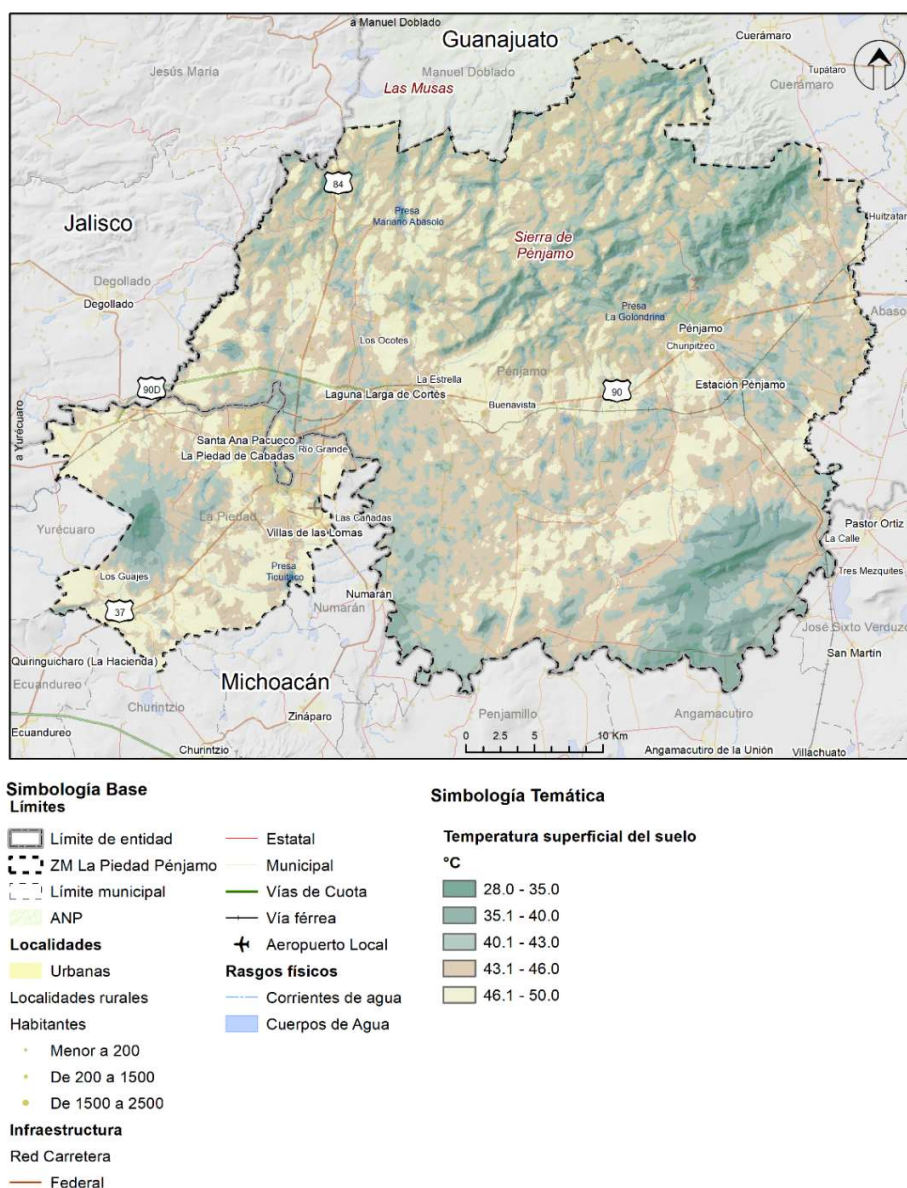 a Manuel Doblado
Guanajuato
Cuerámaro
Jesús María
Manuel Doblado
Tupátaro
Las Musas
Cuerámaro
84
Jalisco
Presa
Mariano Abasolo
Huitzatar
Sierra de
Pénjamo
Degollado
Degollado
Presa
La Golondrina
Abaso
Pénjamo
Los Ocotes
Churipitzeo
La Estrella
Pénjamo
90D
Estación Pénjamo
Laguna Larga de Cortés
90
Buenavista
a Yurécuaro
Santa Ana Pacueco
Río Grande
La Piedad de Cabadas
La Piedad
Las Cañadas
Yurécuaro
Villas de las Lomas
Pastor Ortiz
La Calle
Presa
Ticuitaco
Los Guajes
Tres Mezquites
Numarán
Numarán
37
José Sixto Verduzco
Quiringuicharo (La Hacienda)
San Martín
Michoacán
Ecuandureo
Churintzio
Penjamillo
Angamacutiro
Zináparo
Ecuandureo
0 2.5 5 10 Km
Churintzio
Angamacutiro de la Unión
Villachuato
Simbología Base
Límites
Límite de entidad
ZM La Piedad Pénjamo
Límite municipal
ANP
Localidades
Urbanas
Localidades rurales
Habitantes
Menor a 200
De 200 a 1500
De 1500 a 2500
Infraestructura
Red Carretera
Federal
Estatal
Municipal
Vías de Cuota
Vía férrea
Aeropuerto Local
Rasgos físicos
Corrientes de agua
Cuerpos de Agua
Simbología Temática
Temperatura superficial del suelo
°C
28.0 - 35.0
35.1 - 40.0
40.1 - 43.0
43.1 - 46.0
46.1 - 50.0